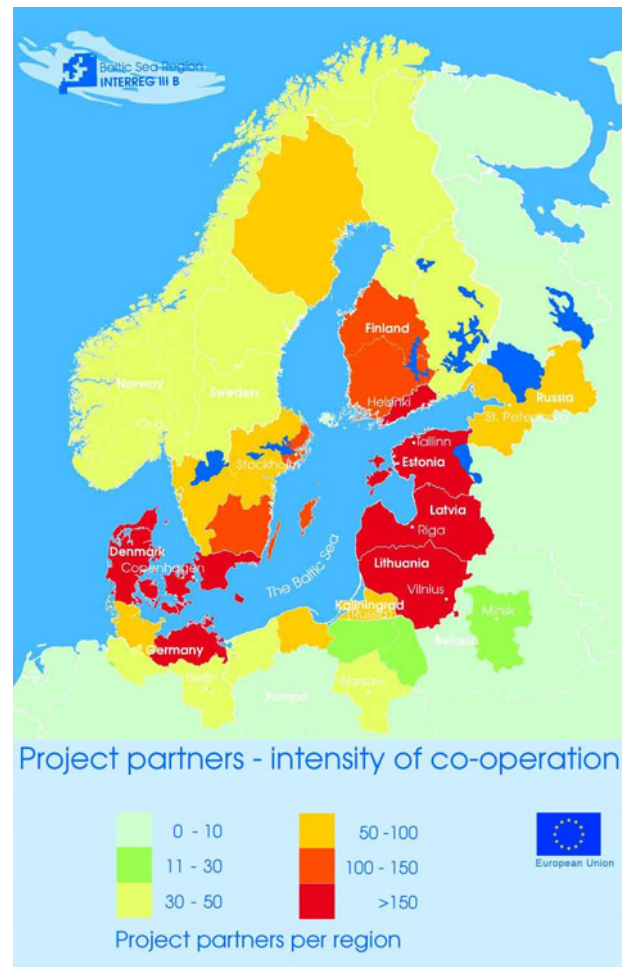 Baltic Sea Region
INTERREG III B
Finland
Norway
Sweden
Helsinki
Russia
St. Petersburg
Oslo
Stockholm
Tallinn
Estonia
Latvia
Riga
Denmark
Copenhagen
The Baltic Sea
Lithuania
Vilnius
Kaliningrad
Minsk
Belarus
Germany
Berlin
Poland
Warsaw
Project partners - intensity of co-operation
0 - 10
50 -100
11 - 30
100 - 150
30 - 50
>150
European Union
Project partners per region